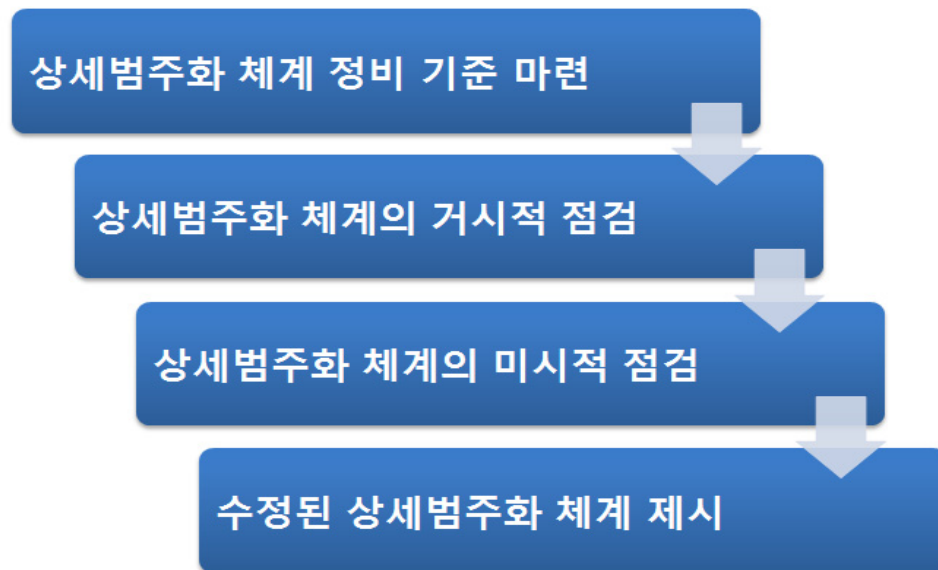 상세범주화 체계 정비 기준 마련
상세범주화 체계의 거시적 점검
상세범주화 체계의 미시적 점검
수정된 상세범주화 체계 제시